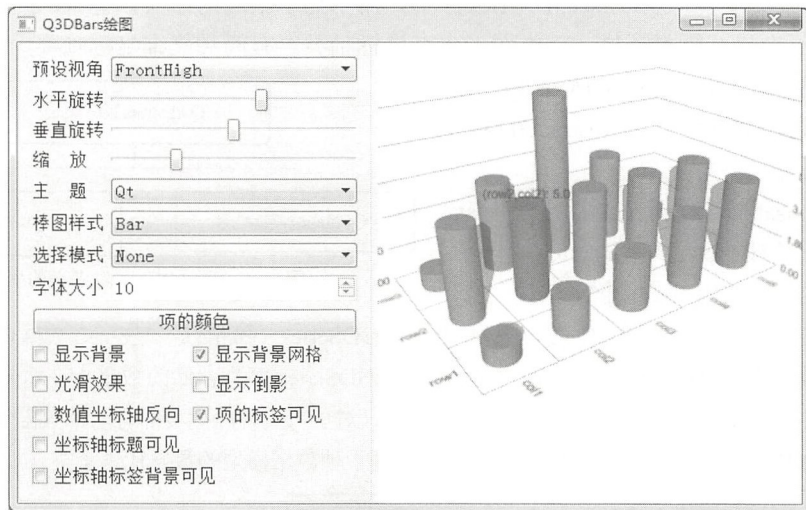 Q3DBars绘图
预设视角 FrontHigh
水平旋转
垂直旋转
缩 放
主 题 Qt
棒图样式 Bar
选择模式 None
字体大小 10
项的颜色
显示背景 显示背景网格
光滑效果 显示倒影
数值坐标轴反向 项的标签可见
坐标轴标题可见
坐标轴标签背景可见
(row2,col2): 5.0
0.00
row1
row2
col1
col2
col3